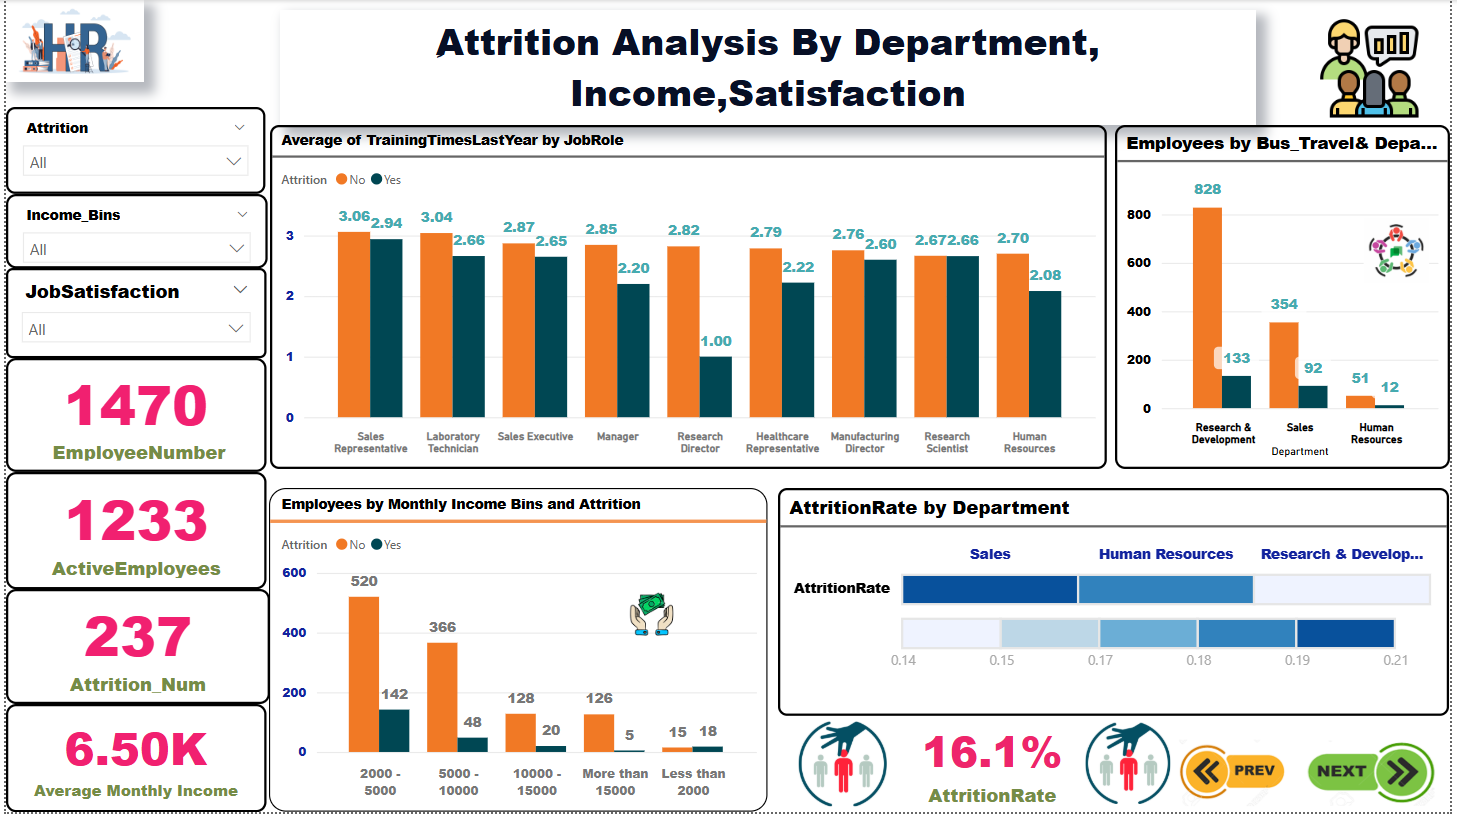 HR
Attrition Analysis By Department,
Income,Satisfaction
Attrition
All
Income_Bins
All
JobSatisfaction
All
1470
EmployeeNumber
1233
ActiveEmployees
237
Attrition_Num
6.50K
Average Monthly Income
Average of TrainingTimesLastYear by JobRole
Attrition No Yes
3.06 2.94 3.04 2.66 2.87 2.65 2.85 2.20 2.82 1.00 2.79 2.22 2.76 2.60 2.67 2.66 2.70 2.08
3
2
1
0
Sales Representative
Laboratory Technician
Sales Executive
Manager
Research Director
Healthcare Representative
Manufacturing Director
Research Scientist
Human Resources
Employees by Bus_Travel& Depa...
828 133 354 92 51 12
800
600
400
200
0
Research & Development
Sales
Human Resources
Department
Employees by Monthly Income Bins and Attrition
Attrition No Yes
520 142 366 48 128 20 126 5 15 18
600
400
200
0
2000 - 5000
5000 - 10000
10000 - 15000
More than 15000
Less than 2000
AttritionRate by Department
Sales Human Resources Research & Develop...
AttritionRate
0.14 0.15 0.17 0.18 0.19 0.21
16.1%
AttritionRate
PREV
NEXT